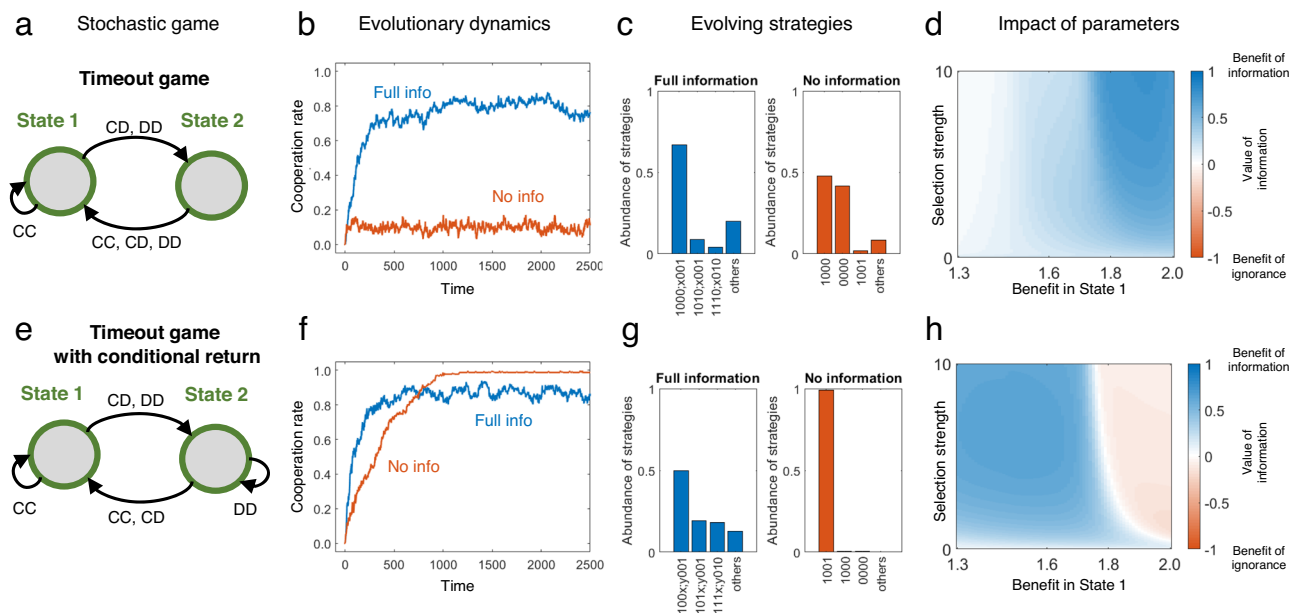 a Stochastic game
Timeout game
State 1 State 2
CD, DD
CC
CC, CD, DD
b Evolutionary dynamics
Cooperation rate
1.0
0.8
0.6
0.4
0.2
0.0
Full info
No info
0 500 1000 1500 2000 2500
Time
c Evolving strategies
Full information
Abundance of strategies
1
0.5
0
1000;x001
1010;x001
1110;x010
others
No information
Abundance of strategies
1
0.5
0
1000
0000
1001
others
d Impact of parameters
Selection strength
10
0
1.3 1.6 1.8 2.0
Benefit in State 1
Benefit of
information
1
0.5
0
-0.5
-1
Value of
information
Benefit of
ignorance
e Timeout game
with conditional return
State 1 State 2
CD, DD
CC
CC, CD
DD
f
Cooperation rate
1.0
0.8
0.6
0.4
0.2
0.0
Full info
No info
0 500 1000 1500 2000 2500
Time
g
Full information
Abundance of strategies
1
0.5
0
100x;y001
101x;y001
111x;y010
others
No information
Abundance of strategies
1
0.5
0
1001
1000
0000
others
h
Selection strength
10
0
1.3 1.6 1.8 2.0
Benefit in State 1
Benefit of
information
1
0.5
0
-0.5
-1
Value of
information
Benefit of
ignorance